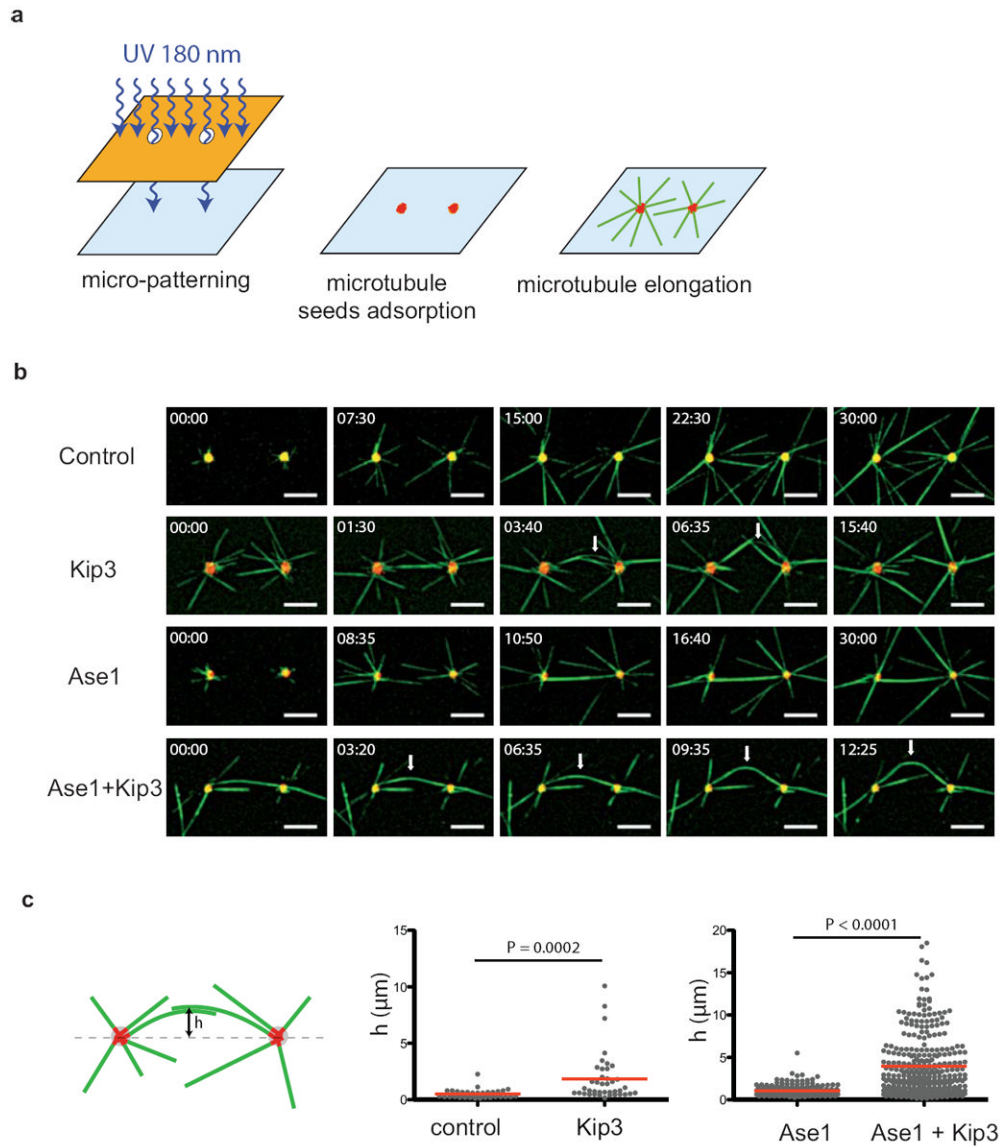 a
UV 180 nm
micro-patterning
microtubule
seeds adsorption
microtubule elongation
b
Control
00:00
07:30
15:00
22:30
30:00
Kip3
00:00
01:30
03:40
06:35
15:40
Ase1
00:00
08:35
10:50
16:40
30:00
Ase1+Kip3
00:00
03:20
06:35
09:35
12:25
c
h
15
10
5
0
h (μm)
P = 0.0002
control
Kip3
20
15
10
5
0
h (μm)
P < 0.0001
Ase1
Ase1 + Kip3